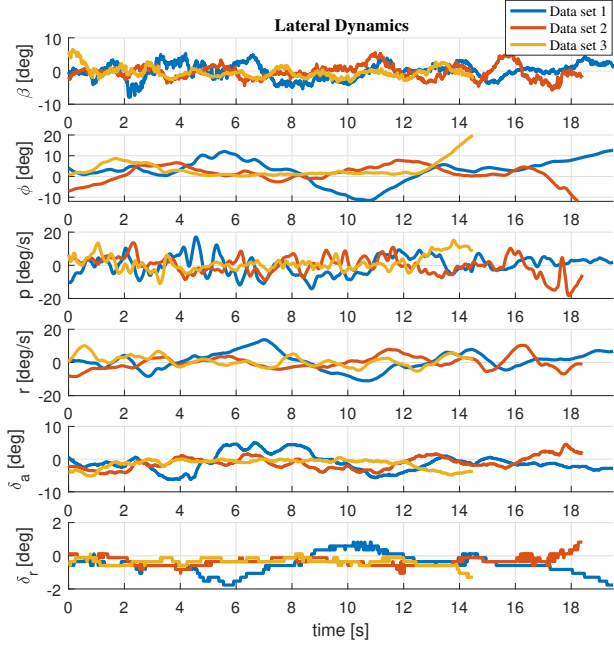 Lateral Dynamics
Data set 1
Data set 2
Data set 3
β [deg]
10
0
-10
0 2 4 6 8 10 12 14 16 18
ϕ [deg]
20
10
0
-10
0 2 4 6 8 10 12 14 16 18
p [deg/s]
20
0
-20
0 2 4 6 8 10 12 14 16 18
r [deg/s]
20
0
-20
0 2 4 6 8 10 12 14 16 18
δa [deg]
10
0
-10
0 2 4 6 8 10 12 14 16 18
δr [deg]
2
0
-2
0 2 4 6 8 10 12 14 16 18
time [s]